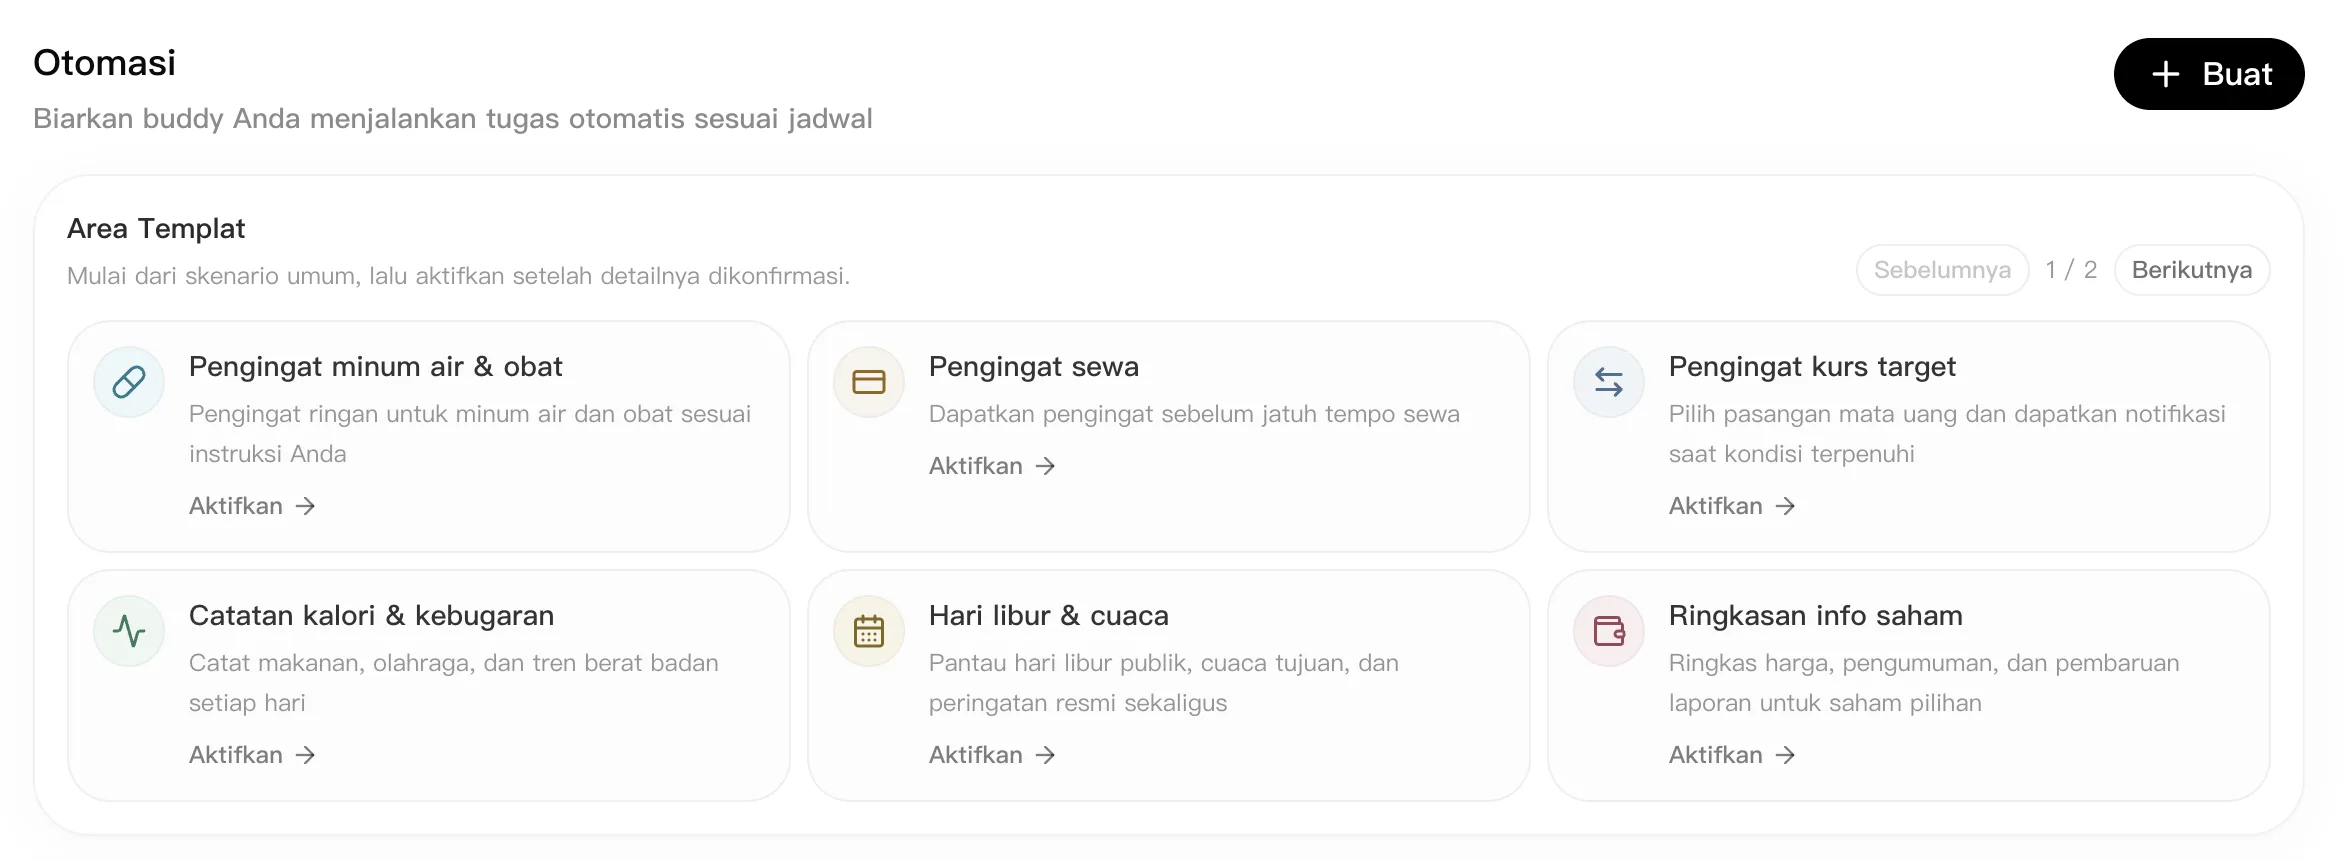 Otomasi
Biarkan buddy Anda menjalankan tugas otomatis sesuai jadwal
+ Buat
Area Templat
Mulai dari skenario umum, lalu aktifkan setelah detailnya dikonfirmasi.
Sebelumnya 1 / 2 Berikutnya
Pengingat minum air & obat
Pengingat ringan untuk minum air dan obat sesuai
instruksi Anda
Aktifkan →
Pengingat sewa
Dapatkan pengingat sebelum jatuh tempo sewa
Aktifkan →
Pengingat kurs target
Pilih pasangan mata uang dan dapatkan notifikasi
saat kondisi terpenuhi
Aktifkan →
Catatan kalori & kebugaran
Catat makanan, olahraga, dan tren berat badan
setiap hari
Aktifkan →
Hari libur & cuaca
Pantau hari libur publik, cuaca tujuan, dan
peringatan resmi sekaligus
Aktifkan →
Ringkasan info saham
Ringkas harga, pengumuman, dan pembaruan
laporan untuk saham pilihan
Aktifkan →